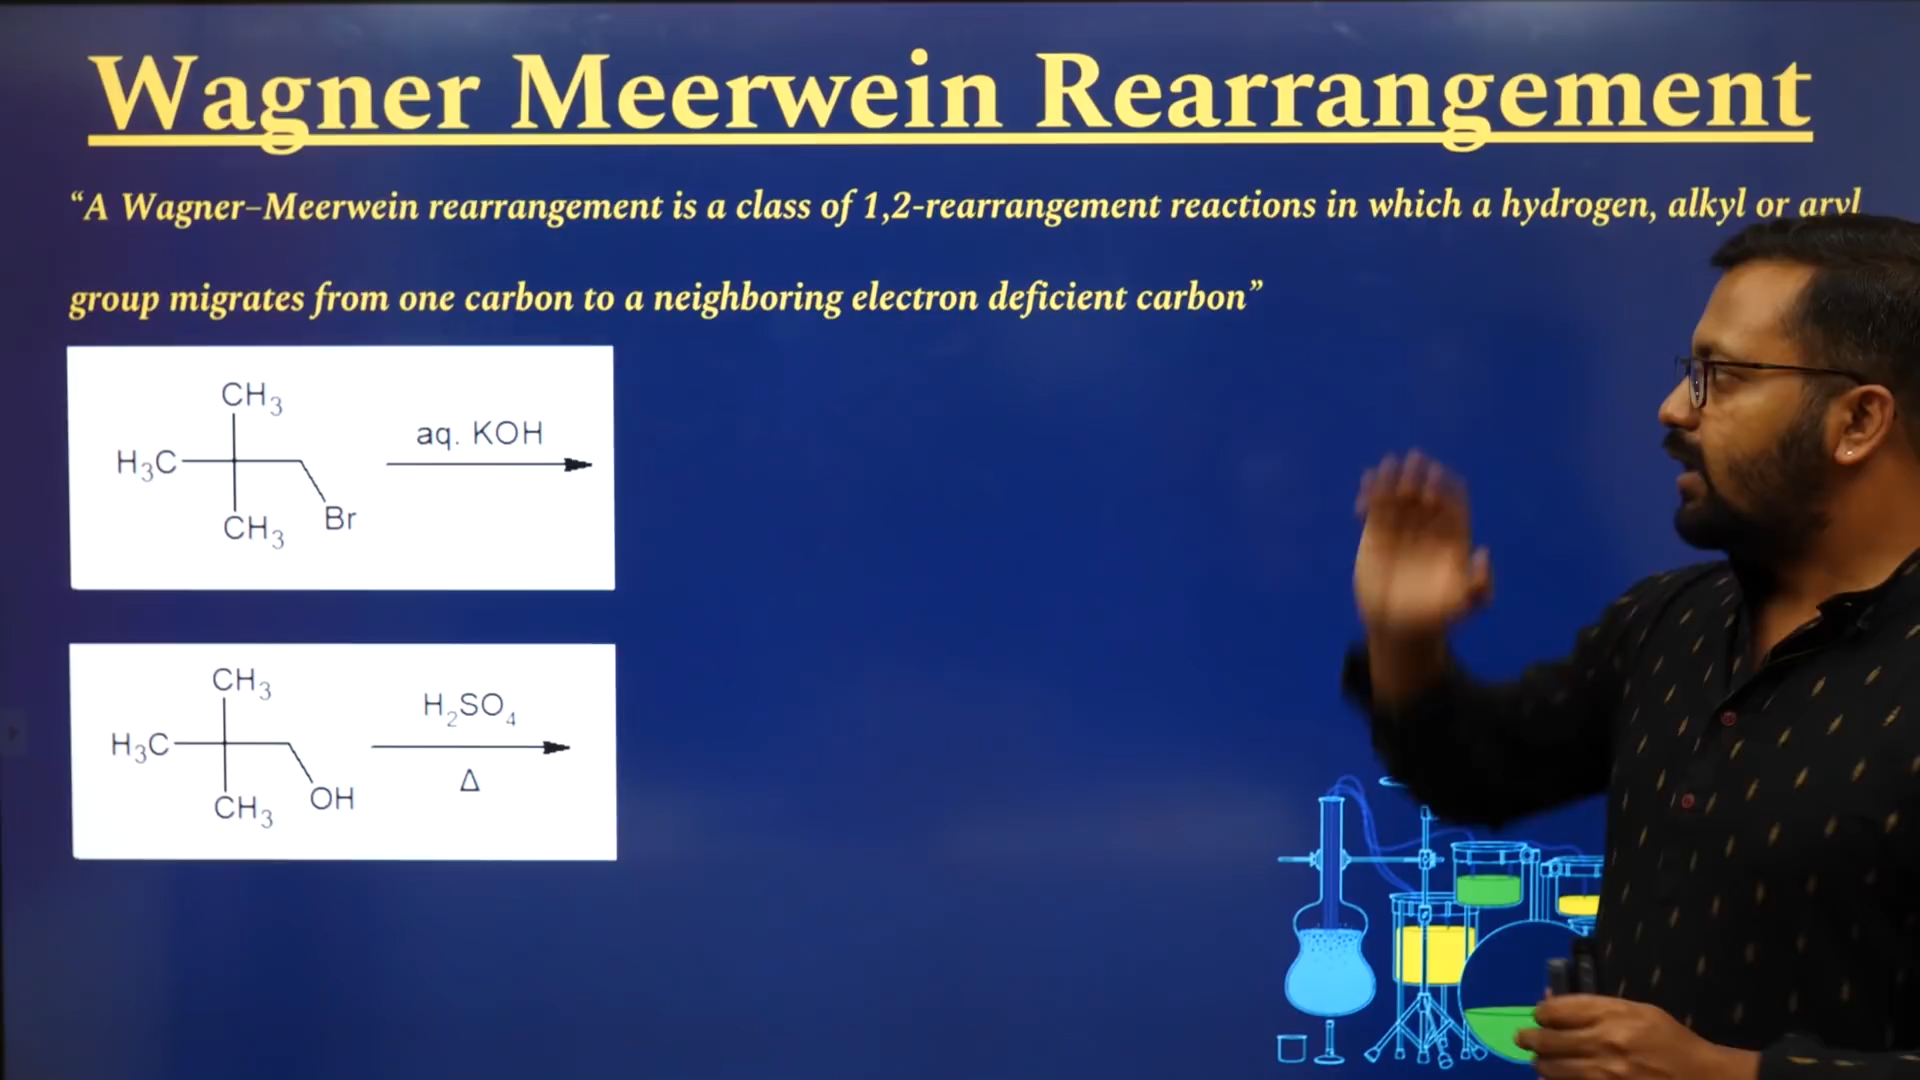 Wagner Meerwein Rearrangement
“A Wagner–Meerwein rearrangement is a class of 1,2-rearrangement reactions in which a hydrogen, alkyl or aryl
group migrates from one carbon to a neighboring electron deficient carbon”
CH3
aq. KOH
H3C
CH3
Br
CH3
H2SO4
H3C
Δ
CH3
OH